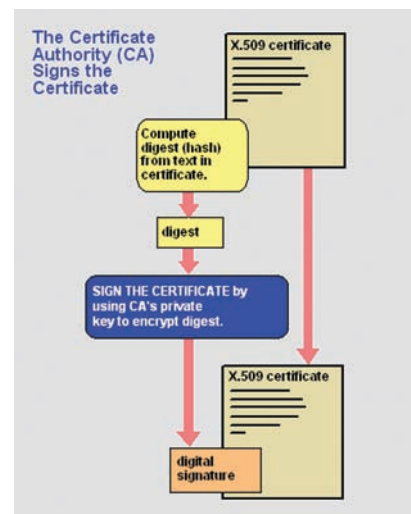 The Certificate
Authority (CA)
Signs the
Certificate
X.509 certificate
Compute
digest (hash)
from text in
certificate.
digest
SIGN THE CERTIFICATE by
using CA's private
key to encrypt digest.
X.509 certificate
digital
signature